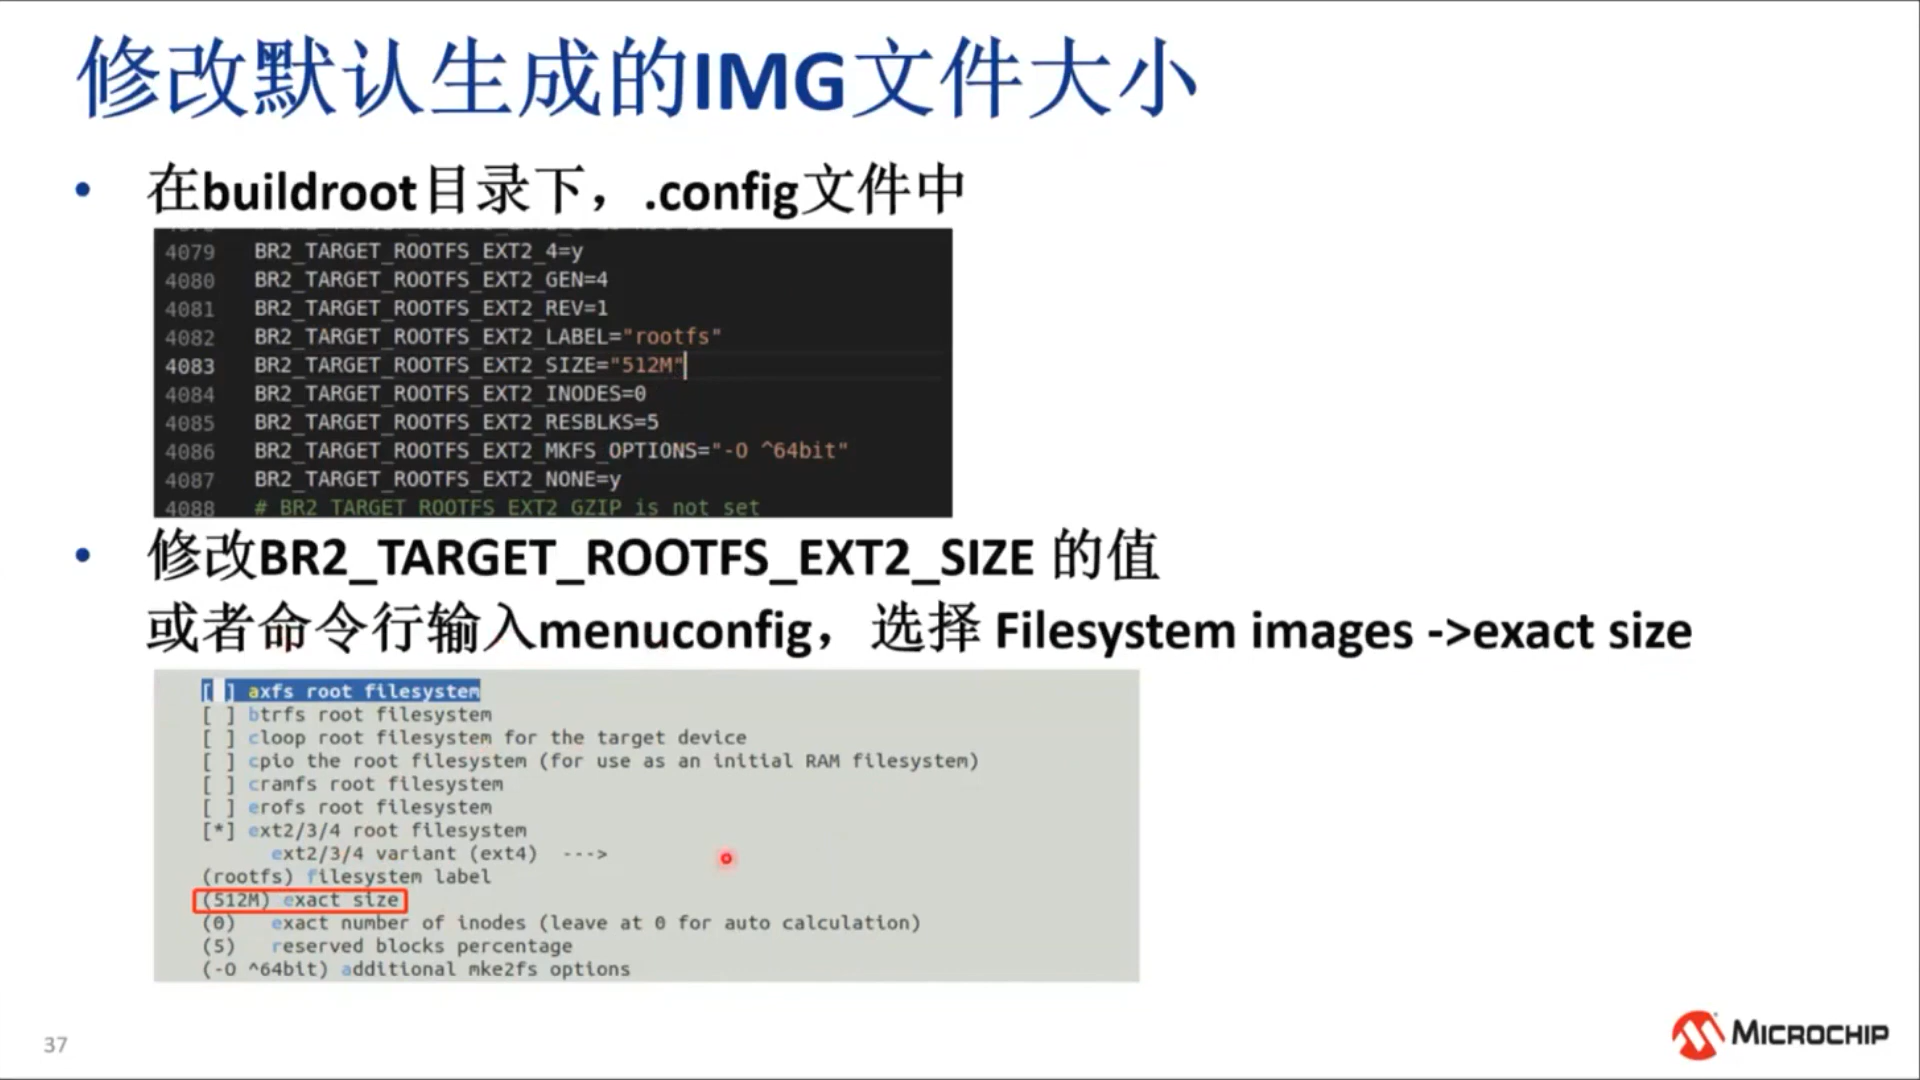 修改默认生成的IMG文件大小
• 在buildroot目录下，.config文件中
4079 BR2_TARGET_ROOTFS_EXT2_4=y
4080 BR2_TARGET_ROOTFS_EXT2_GEN=4
4081 BR2_TARGET_ROOTFS_EXT2_REV=1
4082 BR2_TARGET_ROOTFS_EXT2_LABEL="rootfs"
4083 BR2_TARGET_ROOTFS_EXT2_SIZE="512M"
4084 BR2_TARGET_ROOTFS_EXT2_INODES=0
4085 BR2_TARGET_ROOTFS_EXT2_RESBLKS=5
4086 BR2_TARGET_ROOTFS_EXT2_MKFS_OPTIONS="-O ^64bit"
4087 BR2_TARGET_ROOTFS_EXT2_NONE=y
4088 # BR2_TARGET_ROOTFS_EXT2_GZIP is not set
• 修改BR2_TARGET_ROOTFS_EXT2_SIZE 的值
或者命令行输入menuconfig，选择 Filesystem images ->exact size
[ ] axfs root filesystem
[ ] btrfs root filesystem
[ ] cloop root filesystem for the target device
[ ] cpio the root filesystem (for use as an initial RAM filesystem)
[ ] cramfs root filesystem
[ ] erofs root filesystem
[*] ext2/3/4 root filesystem
ext2/3/4 variant (ext4) --->
(rootfs) filesystem label
(512M) exact size
(0) exact number of inodes (leave at 0 for auto calculation)
(5) reserved blocks percentage
(-O ^64bit) additional mke2fs options
37
MICROCHIP